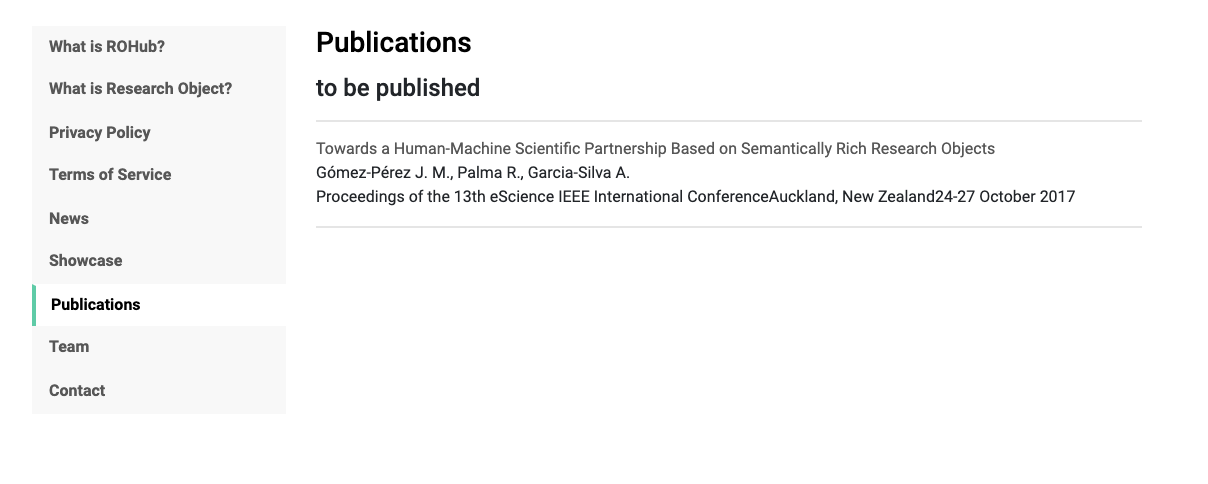 What is ROHub?
What is Research Object?
Privacy Policy
Terms of Service
News
Showcase
Publications
Team
Contact
Publications
to be published
Towards a Human-Machine Scientific Partnership Based on Semantically Rich Research Objects
Gómez-Pérez J. M., Palma R., Garcia-Silva A.
Proceedings of the 13th eScience IEEE International ConferenceAuckland, New Zealand24-27 October 2017